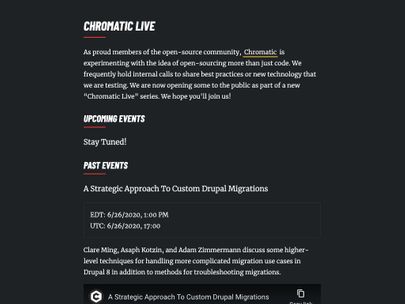 CHROMATIC LIVE
As proud members of the open-source community, Chromatic is
experimenting with the idea of open-sourcing more than just code. We
frequently hold internal calls to share best practices or new technology that
we are testing. We are now opening some to the public as part of a new
"Chromatic Live" series. We hope you'll join us!
UPCOMING EVENTS
Stay Tuned!
PAST EVENTS
A Strategic Approach To Custom Drupal Migrations
EDT: 6/26/2020, 1:00 PM
UTC: 6/26/2020, 17:00
Clare Ming, Asaph Kotzin, and Adam Zimmermann discuss some higher-
level techniques for handling more complicated migration use cases in
Drupal 8 in addition to methods for troubleshooting migrations.
A Strategic Approach To Custom Drupal Migrations